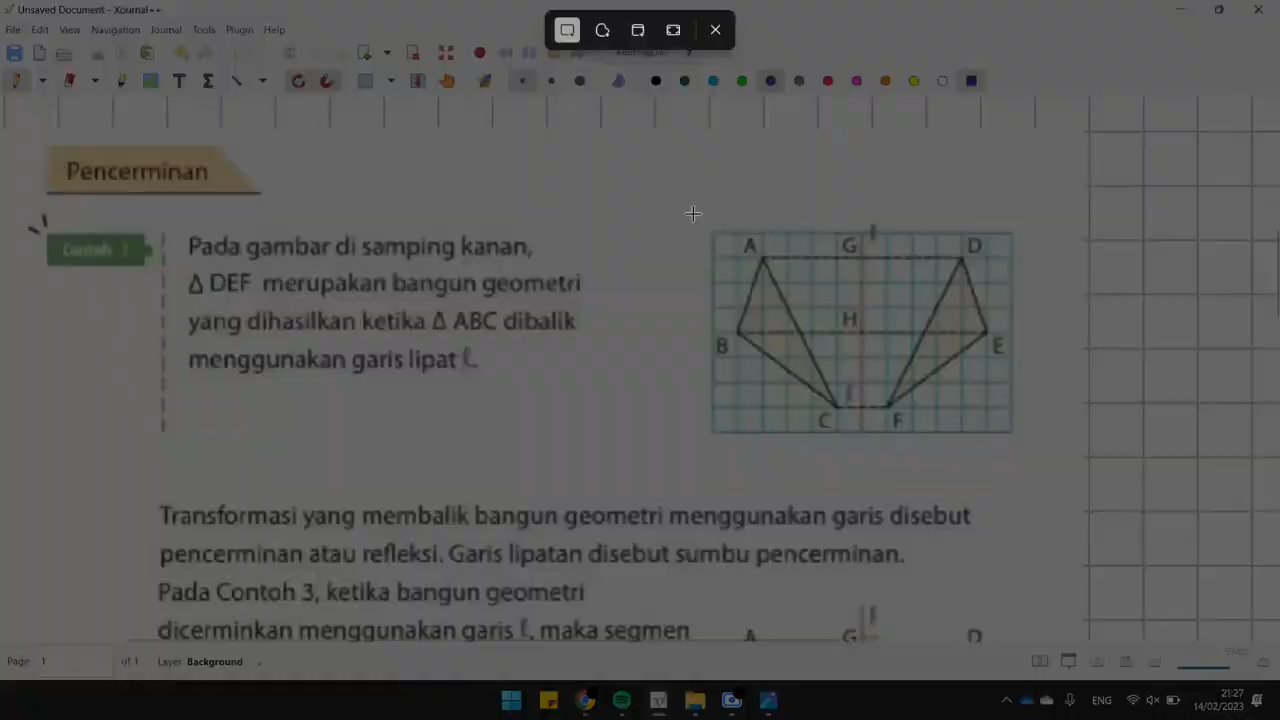 Unsaved Document - Xournal++
File Edit View Navigation Journal Tools Plugin Help
Pencerminan
Contoh
Pada gambar di samping kanan,
Δ DEF merupakan bangun geometri
yang dihasilkan ketika Δ ABC dibalik
menggunakan garis lipat ℓ.
A G ℓ D
H
B E
C F
Transformasi yang membalik bangun geometri menggunakan garis disebut
pencerminan atau refleksi. Garis lipatan disebut sumbu pencerminan.
Pada Contoh 3, ketika bangun geometri
dicerminkan menggunakan garis ℓ, maka segmen
ℓ
A G D
Page: 1 of 1 Layer: Background
ENG 21:27
14/02/2023